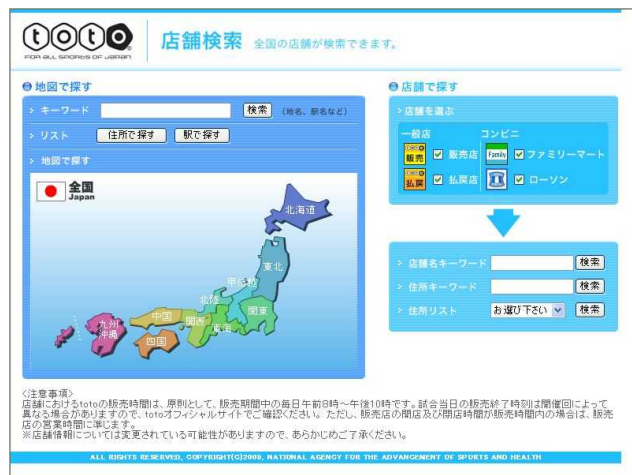 toto
FOR ALL SPORTS OF JAPAN
店舗検索 全国の店舗が検索できます。
地図で探す
> キーワード 検索 (地名、駅名など)
> リスト 住所で探す 駅で探す
> 地図で探す
全国
Japan
北海道
東北
甲信越
北陸
関東
東海
関西
中国
四国
九州
沖縄
店舗で探す
> 店舗を選ぶ
一般店 コンビニ
toto 販売 販売店 Family ファミリーマート
toto 払戻 払戻店 ローソン
> 店舗名キーワード 検索
> 住所キーワード 検索
> 住所リスト お選び下さい 検索
〈注意事項〉
店舗におけるtotoの販売時間は、原則として、販売期間中の毎日午前8時～午後10時です。試合当日の販売終了時刻は開催回によって
異なる場合がありますので、totoオフィシャルサイトでご確認ください。ただし、販売店の開店及び閉店時間が販売時間内の場合は、販売
店の営業時間に準じます。
※店舗情報については変更されている可能性がありますので、あらかじめご了承ください。
ALL RIGHTS RESERVED, COPYRIGHT(C)2005, NATIONAL AGENCY FOR THE ADVANCEMENT OF SPORTS AND HEALTH